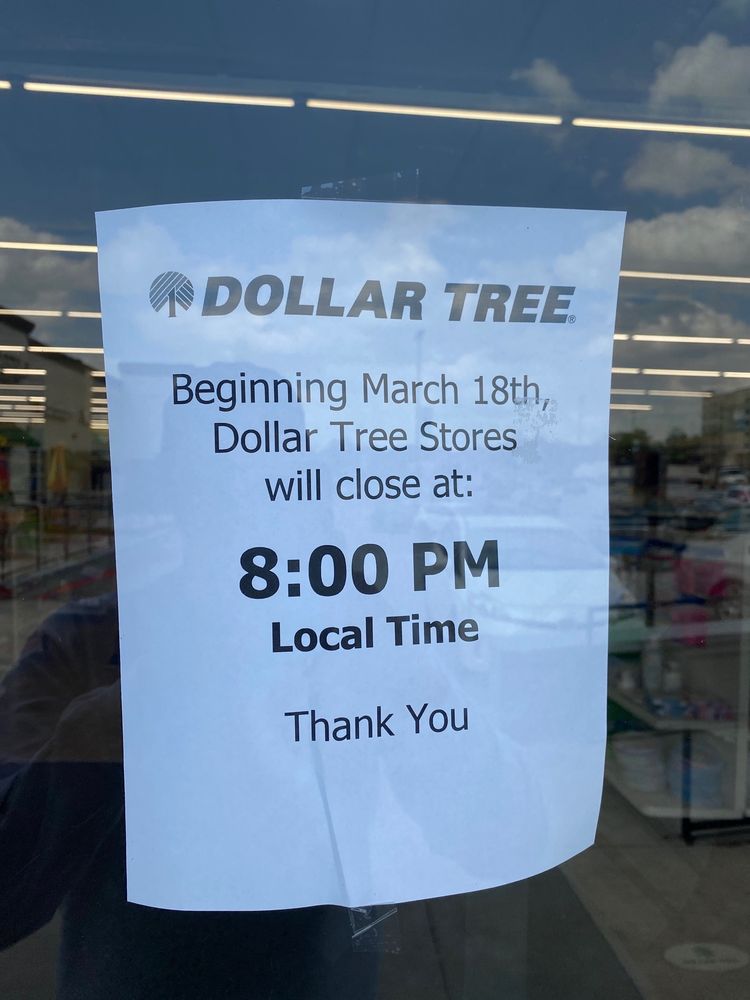 DOLLAR TREE®
Beginning March 18th,
Dollar Tree Stores
will close at:
8:00 PM
Local Time
Thank You